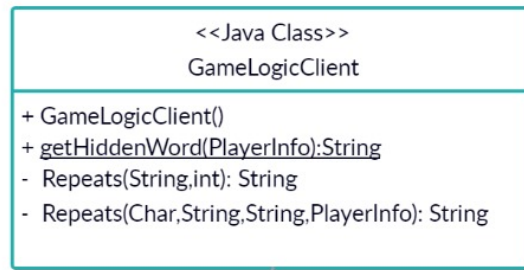 <<Java Class>>
GameLogicClient
+ GameLogicClient()
+ getHiddenWord(PlayerInfo):String
- Repeats(String,int): String
- Repeats(Char,String,String,PlayerInfo): String